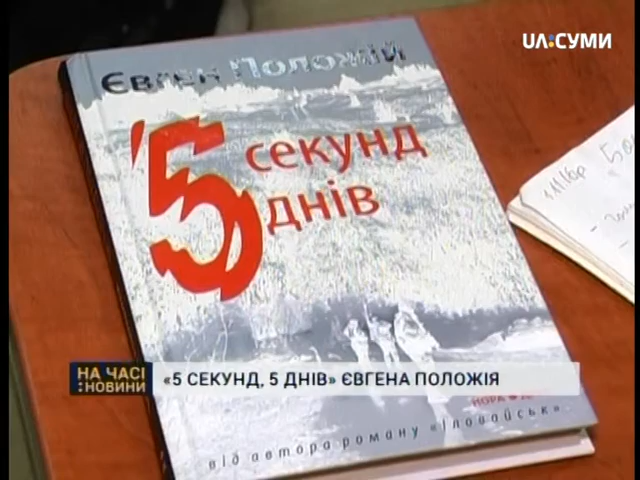 UA:СУМИ
Євген Положій
5 секунд
днів
НА ЧАСІ
:НОВИНИ
«5 СЕКУНД, 5 ДНІВ» ЄВГЕНА ПОЛОЖІЯ
від автора роману «Іловайськ»